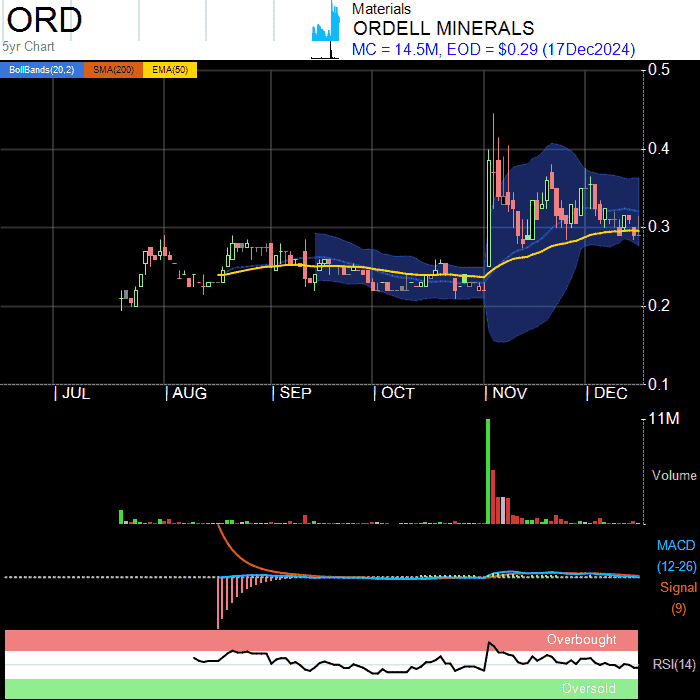 ORD
5yr Chart
Materials
ORDELL MINERALS
MC = 14.5M, EOD = $0.29 (17Dec2024)
BollBands(20,2) SMA(200) EMA(50)
0.5
0.4
0.3
0.2
0.1
JUL AUG SEP OCT NOV DEC
11M
Volume
MACD
(12-26)
Signal
(9)
Overbought
RSI(14)
Oversold